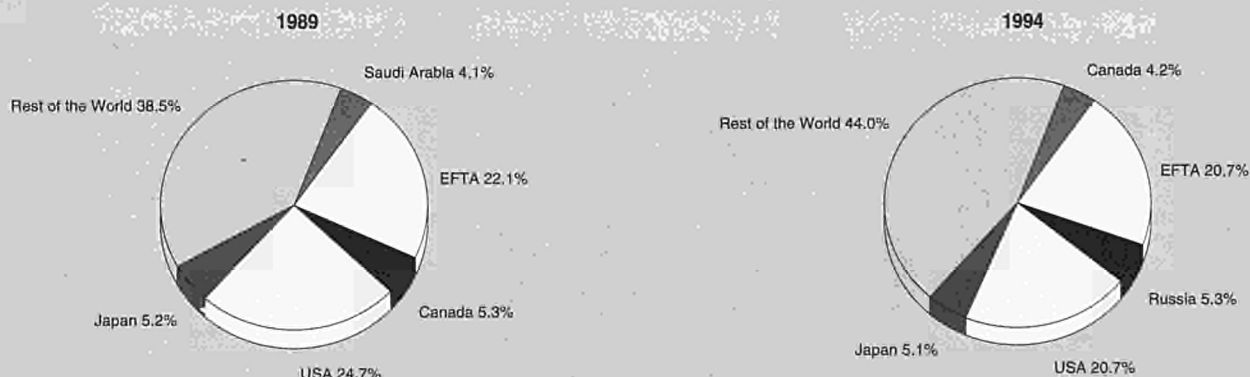 1989
Saudi Arabia 4.1%
Rest of the World 38.5%
EFTA 22.1%
Canada 5.3%
Japan 5.2%
USA 24.7%
1994
Canada 4.2%
Rest of the World 44.0%
EFTA 20.7%
Russia 5.3%
Japan 5.1%
USA 20.7%